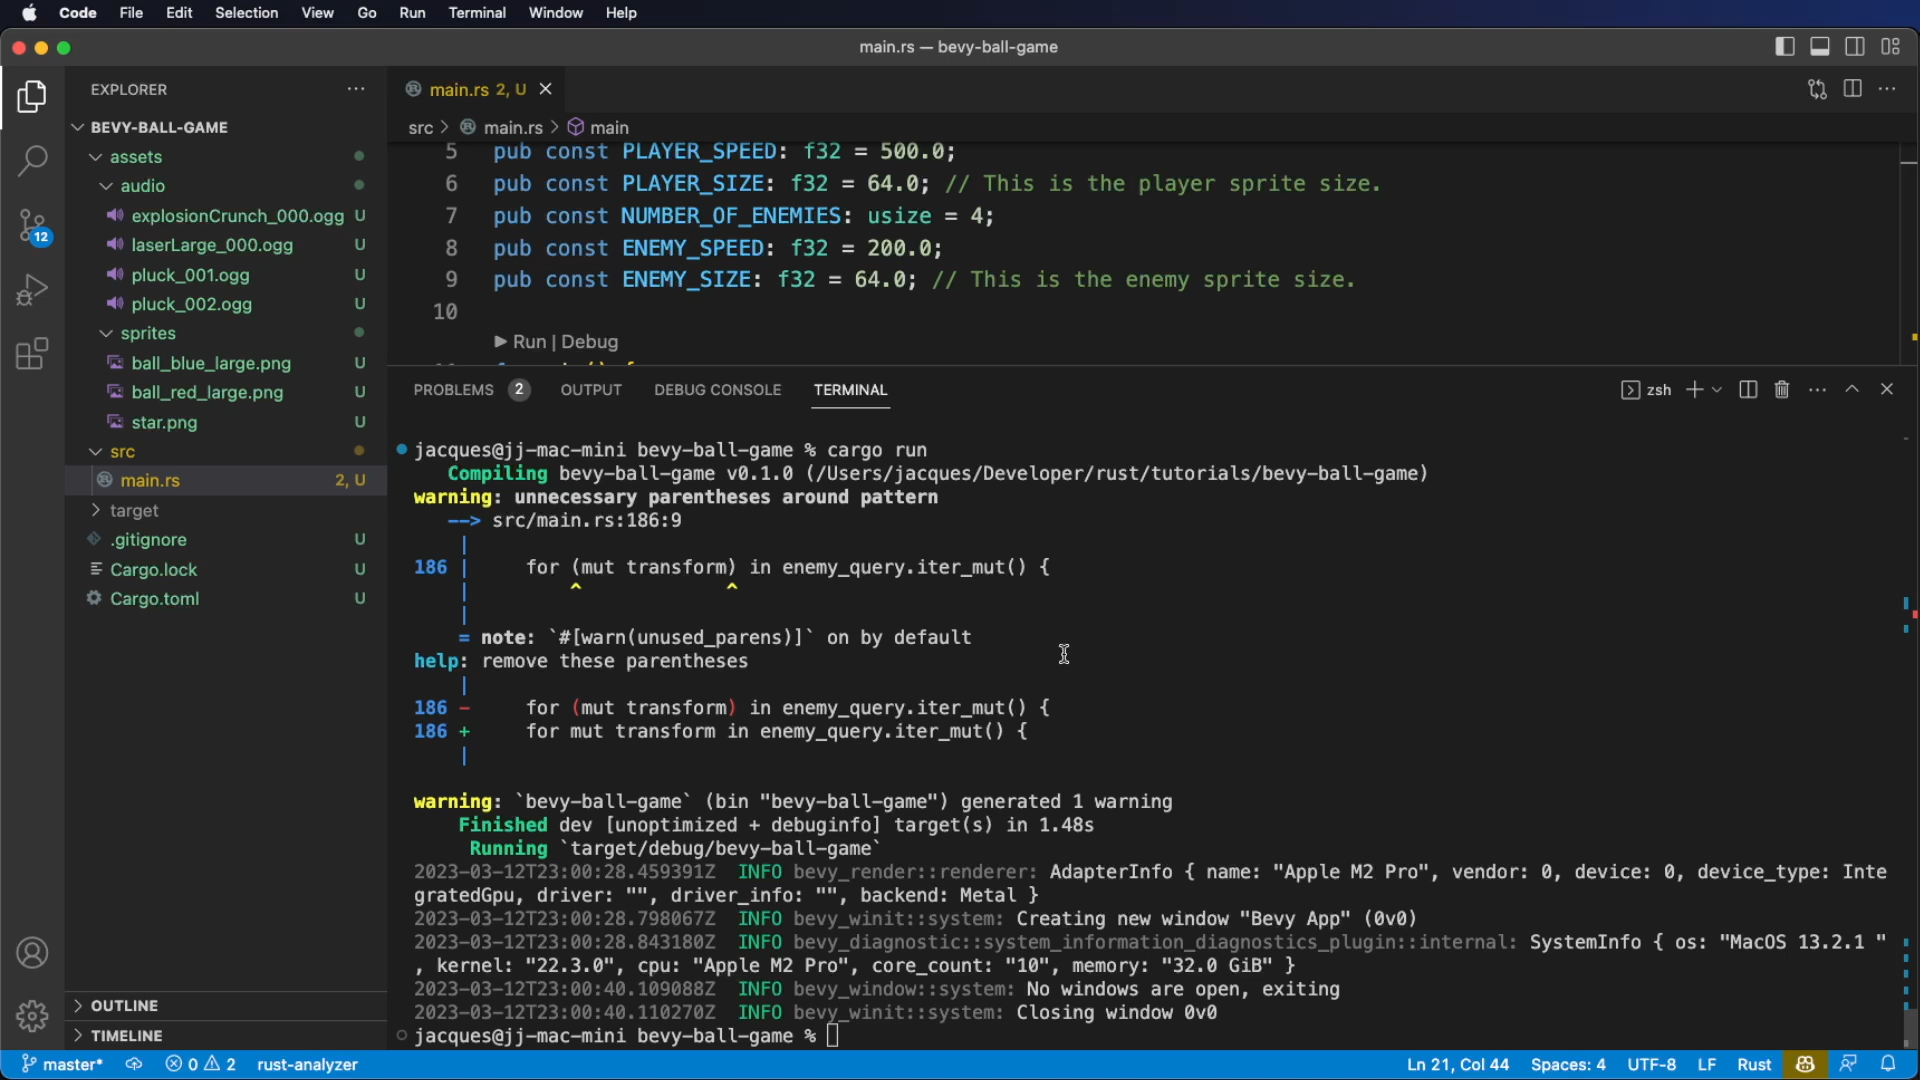 Code File Edit Selection View Go Run Terminal Window Help
main.rs — bevy-ball-game
EXPLORER
BEVY-BALL-GAME
assets
audio
explosionCrunch_000.ogg U
laserLarge_000.ogg U
pluck_001.ogg U
pluck_002.ogg U
sprites
ball_blue_large.png U
ball_red_large.png U
star.png U
src
main.rs 2, U
target
.gitignore U
Cargo.lock U
Cargo.toml U
OUTLINE
TIMELINE
12
main.rs 2, U
src > main.rs > main
5 pub const PLAYER_SPEED: f32 = 500.0;
6 pub const PLAYER_SIZE: f32 = 64.0; // This is the player sprite size.
7 pub const NUMBER_OF_ENEMIES: usize = 4;
8 pub const ENEMY_SPEED: f32 = 200.0;
9 pub const ENEMY_SIZE: f32 = 64.0; // This is the enemy sprite size.
10
Run | Debug
PROBLEMS 2 OUTPUT DEBUG CONSOLE TERMINAL zsh
jacques@jj-mac-mini bevy-ball-game % cargo run
Compiling bevy-ball-game v0.1.0 (/Users/jacques/Developer/rust/tutorials/bevy-ball-game)
warning: unnecessary parentheses around pattern
--> src/main.rs:186:9
|
186 | for (mut transform) in enemy_query.iter_mut() {
| ^ ^
|
= note: `#[warn(unused_parens)]` on by default
help: remove these parentheses
|
186 - for (mut transform) in enemy_query.iter_mut() {
186 + for mut transform in enemy_query.iter_mut() {
|
warning: `bevy-ball-game` (bin "bevy-ball-game") generated 1 warning
Finished dev [unoptimized + debuginfo] target(s) in 1.48s
Running `target/debug/bevy-ball-game`
2023-03-12T23:00:28.459391Z INFO bevy_render::renderer: AdapterInfo { name: "Apple M2 Pro", vendor: 0, device: 0, device_type: Inte
gratedGpu, driver: "", driver_info: "", backend: Metal }
2023-03-12T23:00:28.798067Z INFO bevy_winit::system: Creating new window "Bevy App" (0v0)
2023-03-12T23:00:28.843180Z INFO bevy_diagnostic::system_information_diagnostics_plugin::internal: SystemInfo { os: "MacOS 13.2.1 "
, kernel: "22.3.0", cpu: "Apple M2 Pro", core_count: "10", memory: "32.0 GiB" }
2023-03-12T23:00:40.109088Z INFO bevy_window::system: No windows are open, exiting
2023-03-12T23:00:40.110270Z INFO bevy_winit::system: Closing window 0v0
jacques@jj-mac-mini bevy-ball-game %
master* 0 2 rust-analyzer Ln 21, Col 44 Spaces: 4 UTF-8 LF Rust